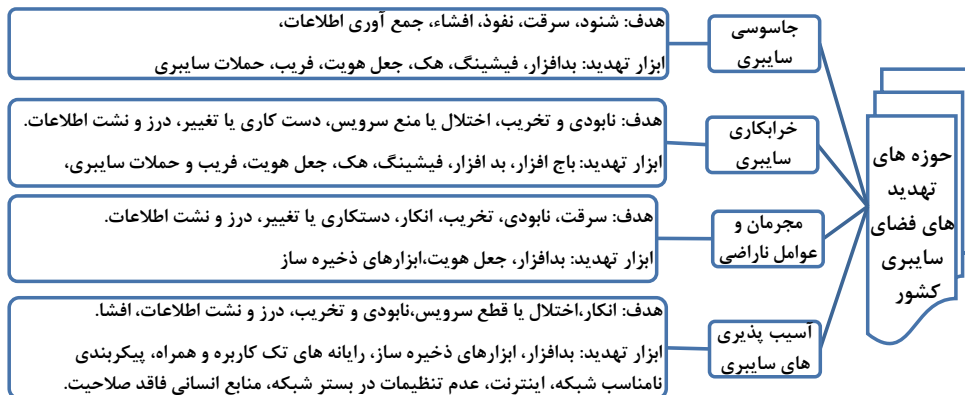 حوزه های
تهدید
های فضای
سایبری
کشور
جاسوسی
سایبری
هدف: شنود، سرقت، نفوذ، افشاء، جمع آوری اطلاعات،
ابزار تهدید: بدافزار، فیشینگ، هک، جعل هویت، فریب، حملات سایبری
خرابکاری
سایبری
هدف: نابودی و تخریب، اختلال یا منع سرویس، دست کاری یا تغییر، درز و نشت اطلاعات.
ابزار تهدید: باج افزار، بد افزار، فیشینگ، هک، جعل هویت، فریب و حملات سایبری،
مجرمان و
عوامل ناراضی
هدف: سرقت، نابودی، تخریب، انکار، دستکاری یا تغییر، درز و نشت اطلاعات.
ابزار تهدید: بدافزار، جعل هویت،ابزارهای ذخیره ساز
آسیب پذیری
های سایبری
هدف: انکار،اختلال یا قطع سرویس،نابودی و تخریب، درز و نشت اطلاعات، افشا.
ابزار تهدید: بدافزار، ابزارهای ذخیره ساز، رایانه های تک کاربره و همراه، پیکربندی
نامناسب شبکه، اینترنت، عدم تنظیمات در بستر شبکه، منابع انسانی فاقد صلاحیت.